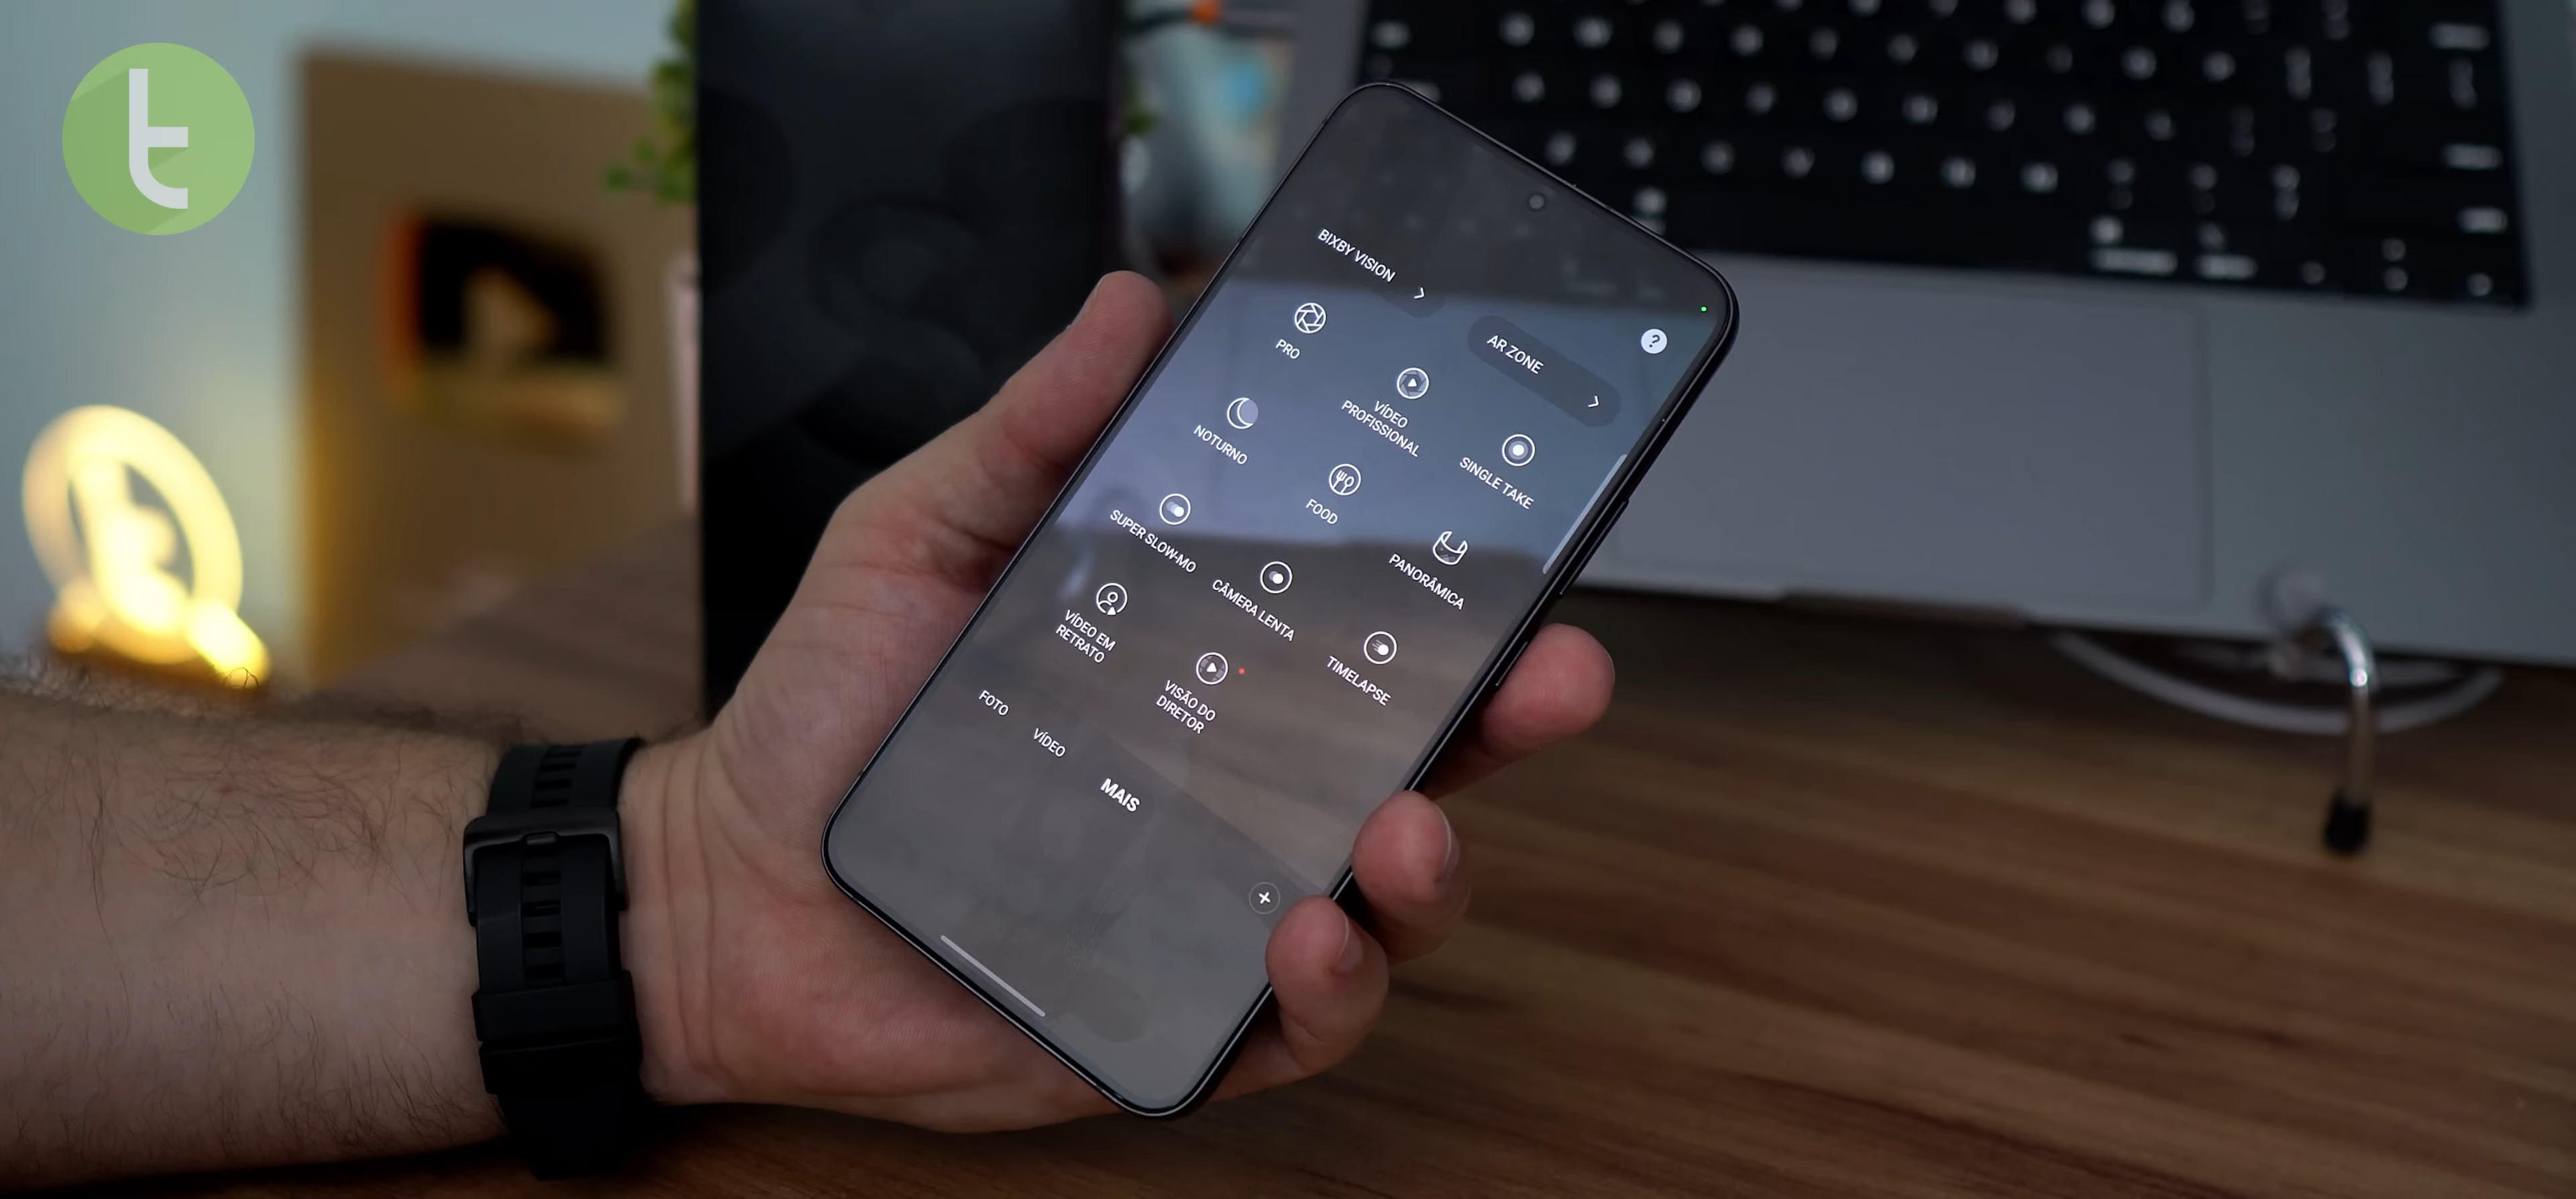 t
BIXBY VISION
AR ZONE
?
PRO
VÍDEO
PROFISSIONAL
SINGLE TAKE
NOTURNO
FOOD
PANORÂMICA
SUPER SLOW-MO
CÂMERA LENTA
TIMELAPSE
VÍDEO EM
RETRATO
VISÃO DO
DIRETOR
FOTO
VÍDEO
MAIS
+